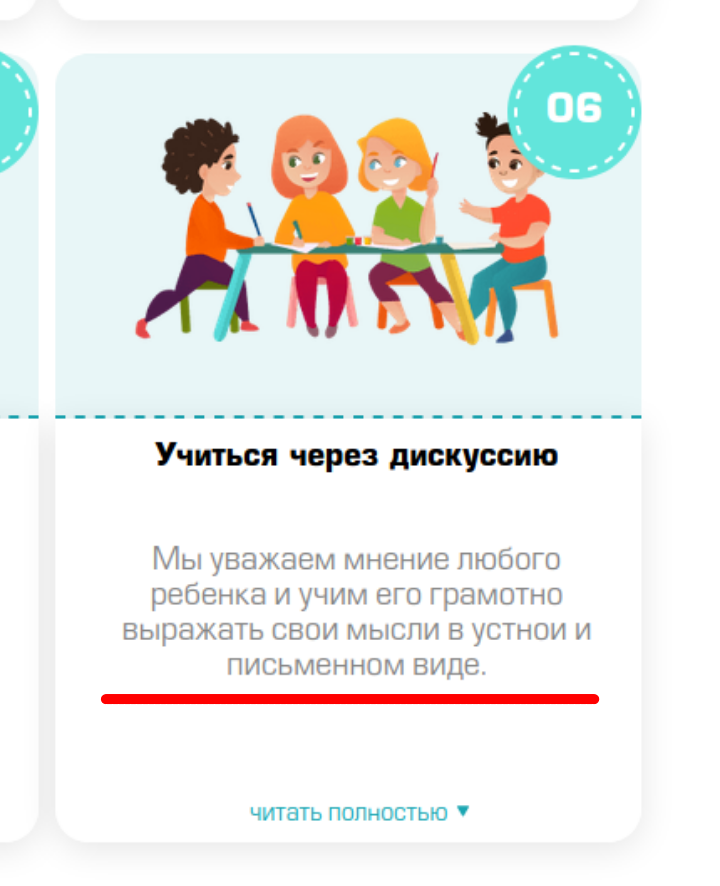 06
Учиться через дискуссию
Мы уважаем мнение любого
ребенка и учим его грамотно
выражать свои мысли в устнои и
письменном виде.
читать полностью ▼